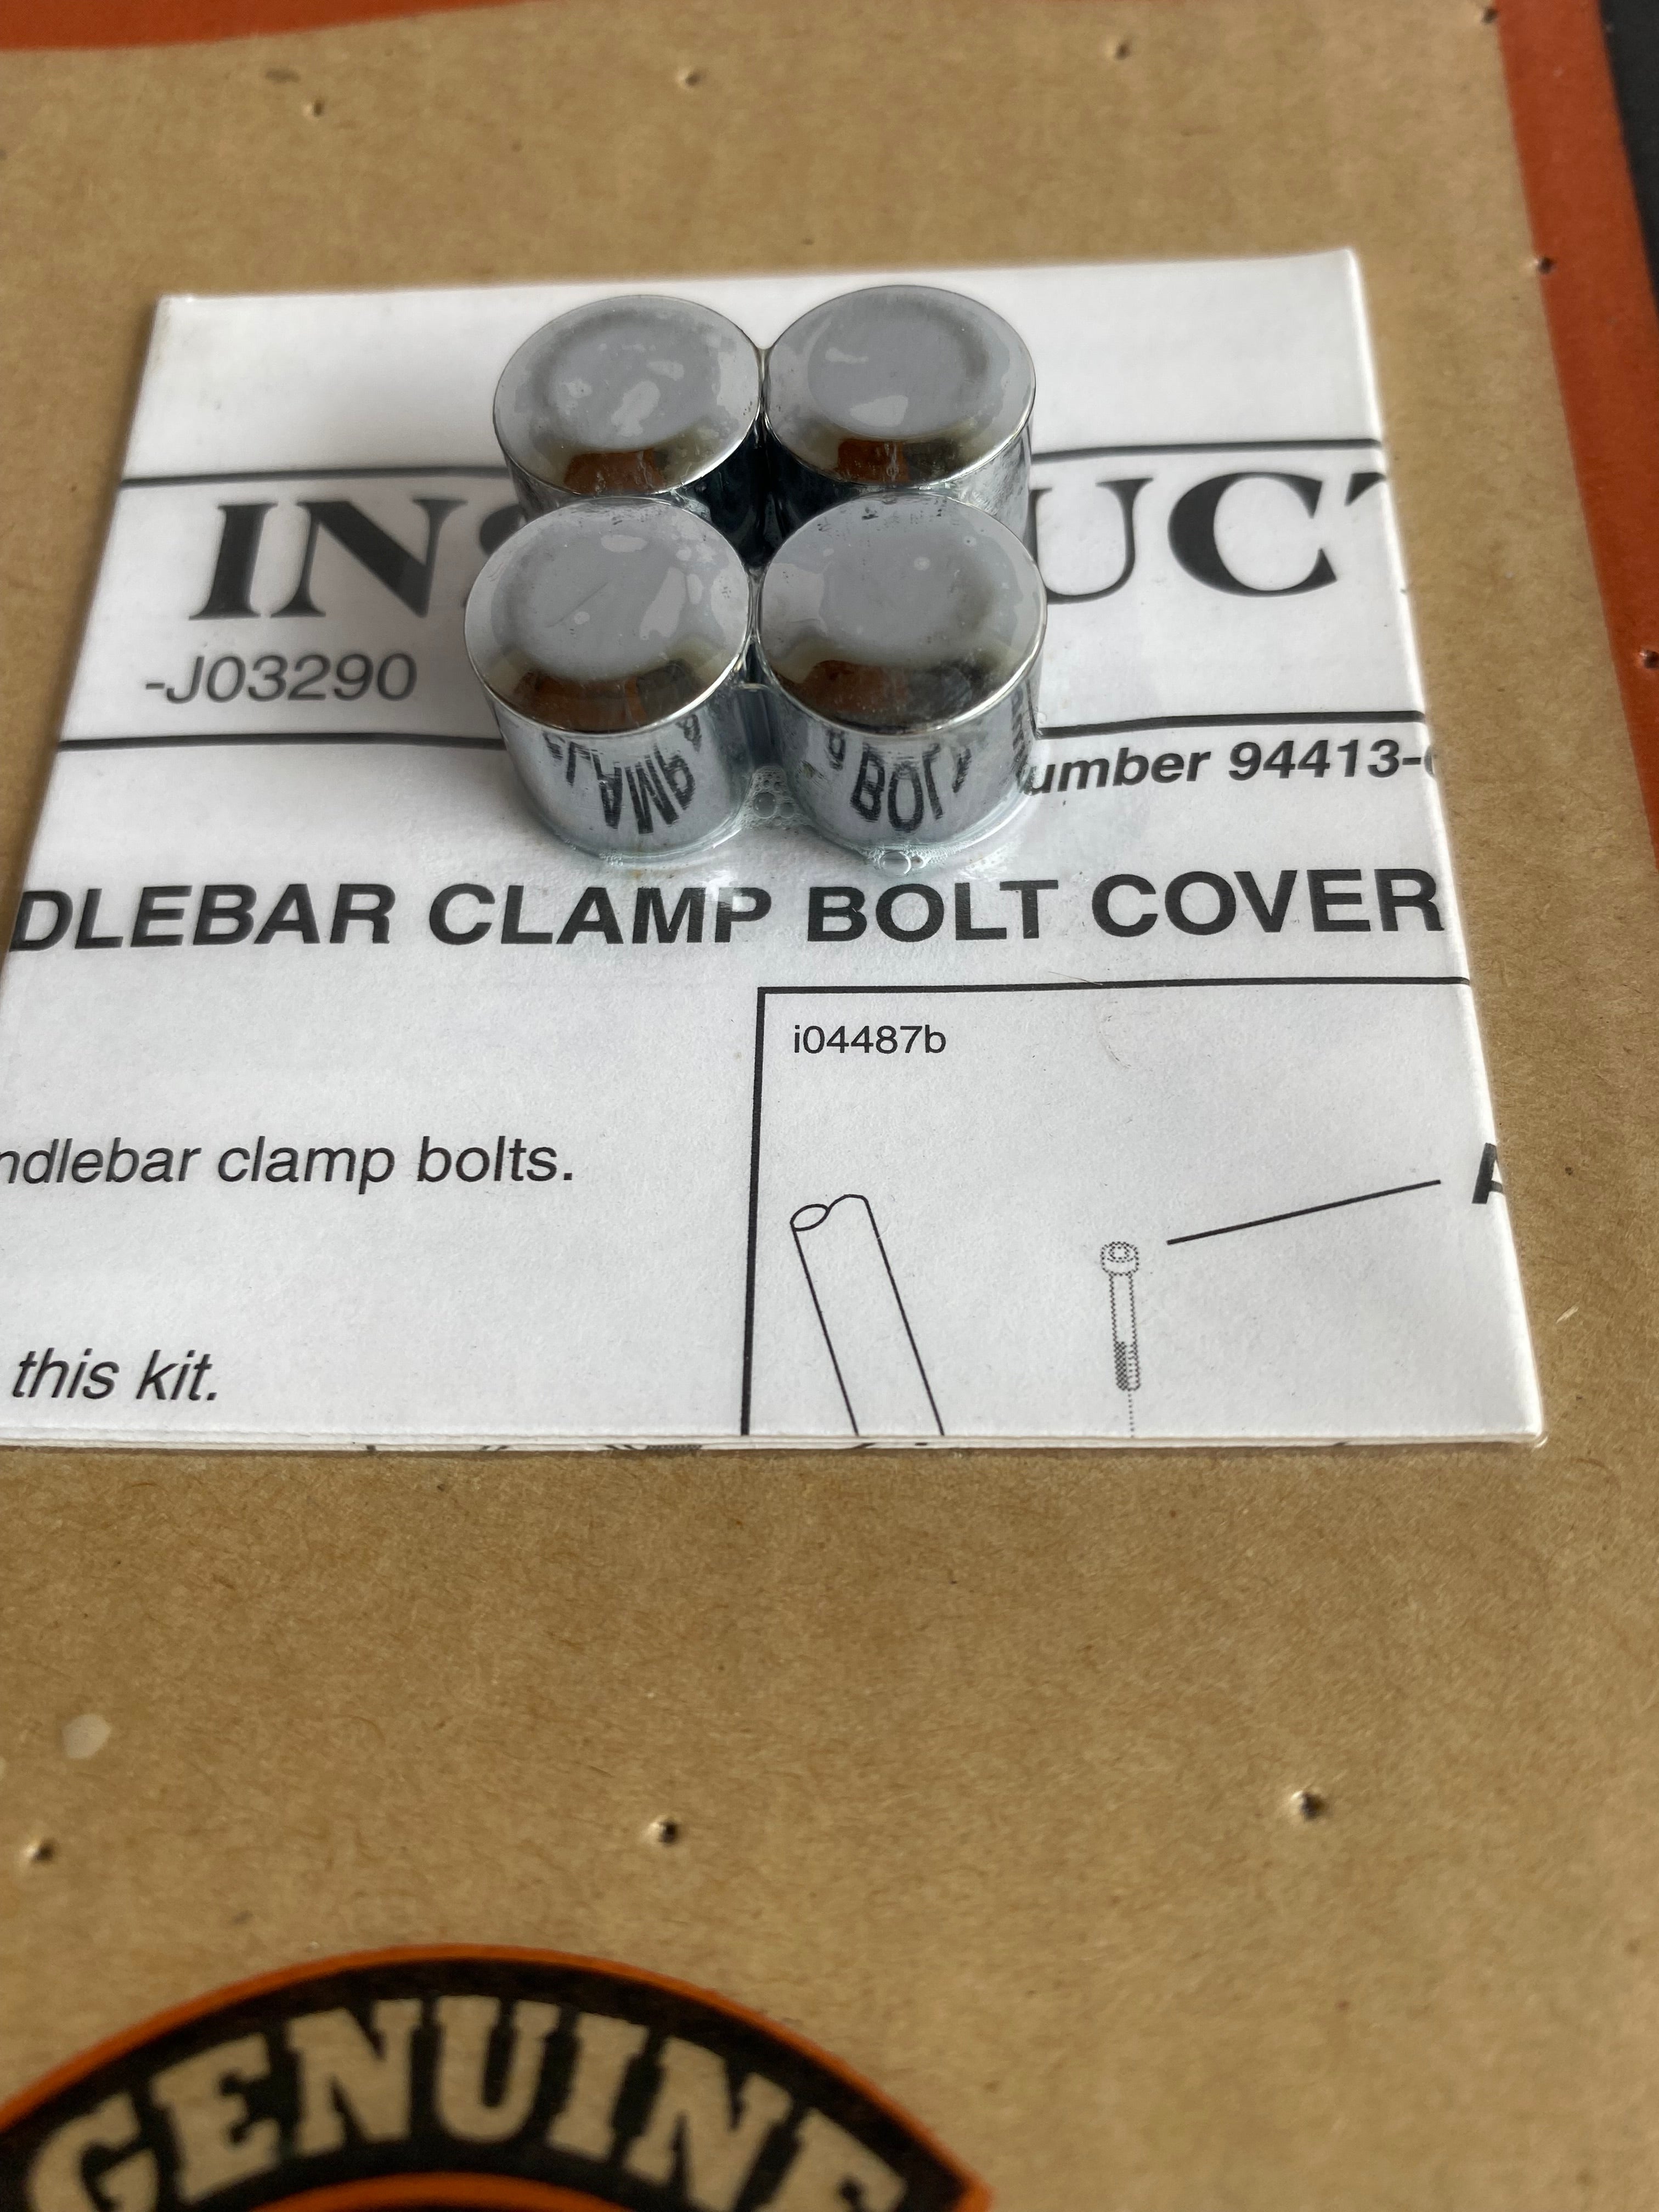 INS UCT
-J03290
umber 94413-
DLEBAR CLAMP BOLT COVER
i04487b
ndlebar clamp bolts.
A
this kit.
GENUINE